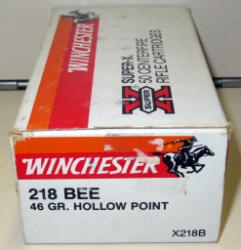 WINCHESTER
SUPER-X
50 CENTERFIRE
RIFLE CARTRIDGES
SUPER
X
WINCHESTER
218 BEE
46 GR. HOLLOW POINT
X218B